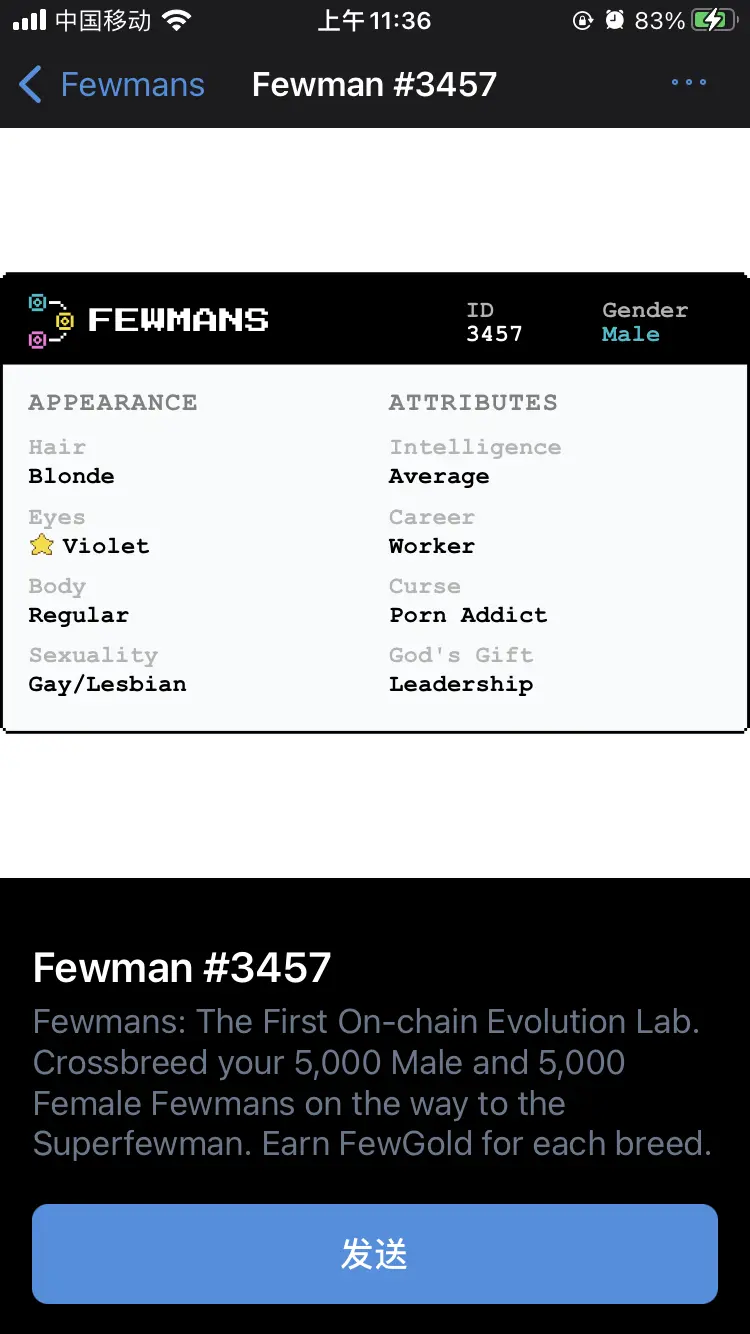 中国移动 上午11:36 83%
Fewmans Fewman #3457
FEWMANS
ID
3457
Gender
Male
APPEARANCE
Hair
Blonde
Eyes
Violet
Body
Regular
Sexuality
Gay/Lesbian
ATTRIBUTES
Intelligence
Average
Career
Worker
Curse
Porn Addict
God's Gift
Leadership
Fewman #3457
Fewmans: The First On-chain Evolution Lab.
Crossbreed your 5,000 Male and 5,000
Female Fewmans on the way to the
Superfewman. Earn FewGold for each breed.
发送